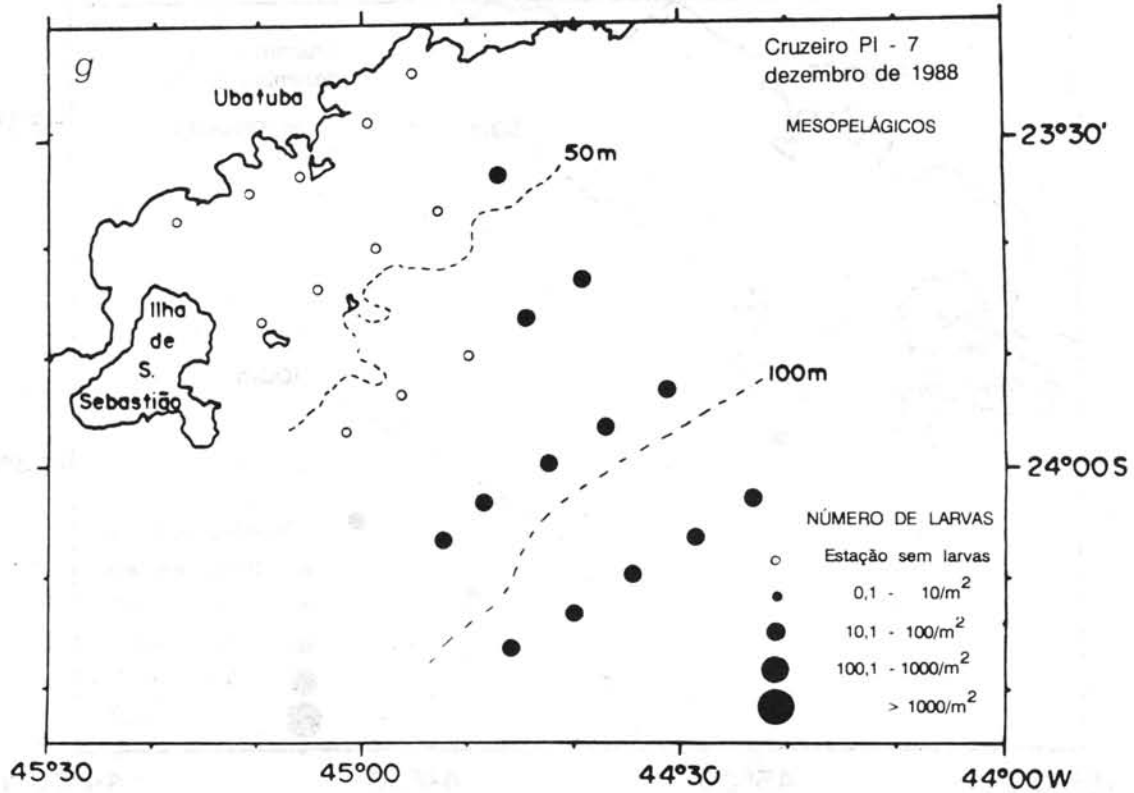 g
Cruzeiro PI - 7
dezembro de 1988
MESOPELÁGICOS
Ubatuba
50m
23°30'
Ilha
de
S.
Sebastião
100m
24°00S
NÚMERO DE LARVAS
Estação sem larvas
0,1 - 10/m²
10,1 - 100/m²
100,1 - 1000/m²
> 1000/m²
45°30 45°00 44°30 44°00W